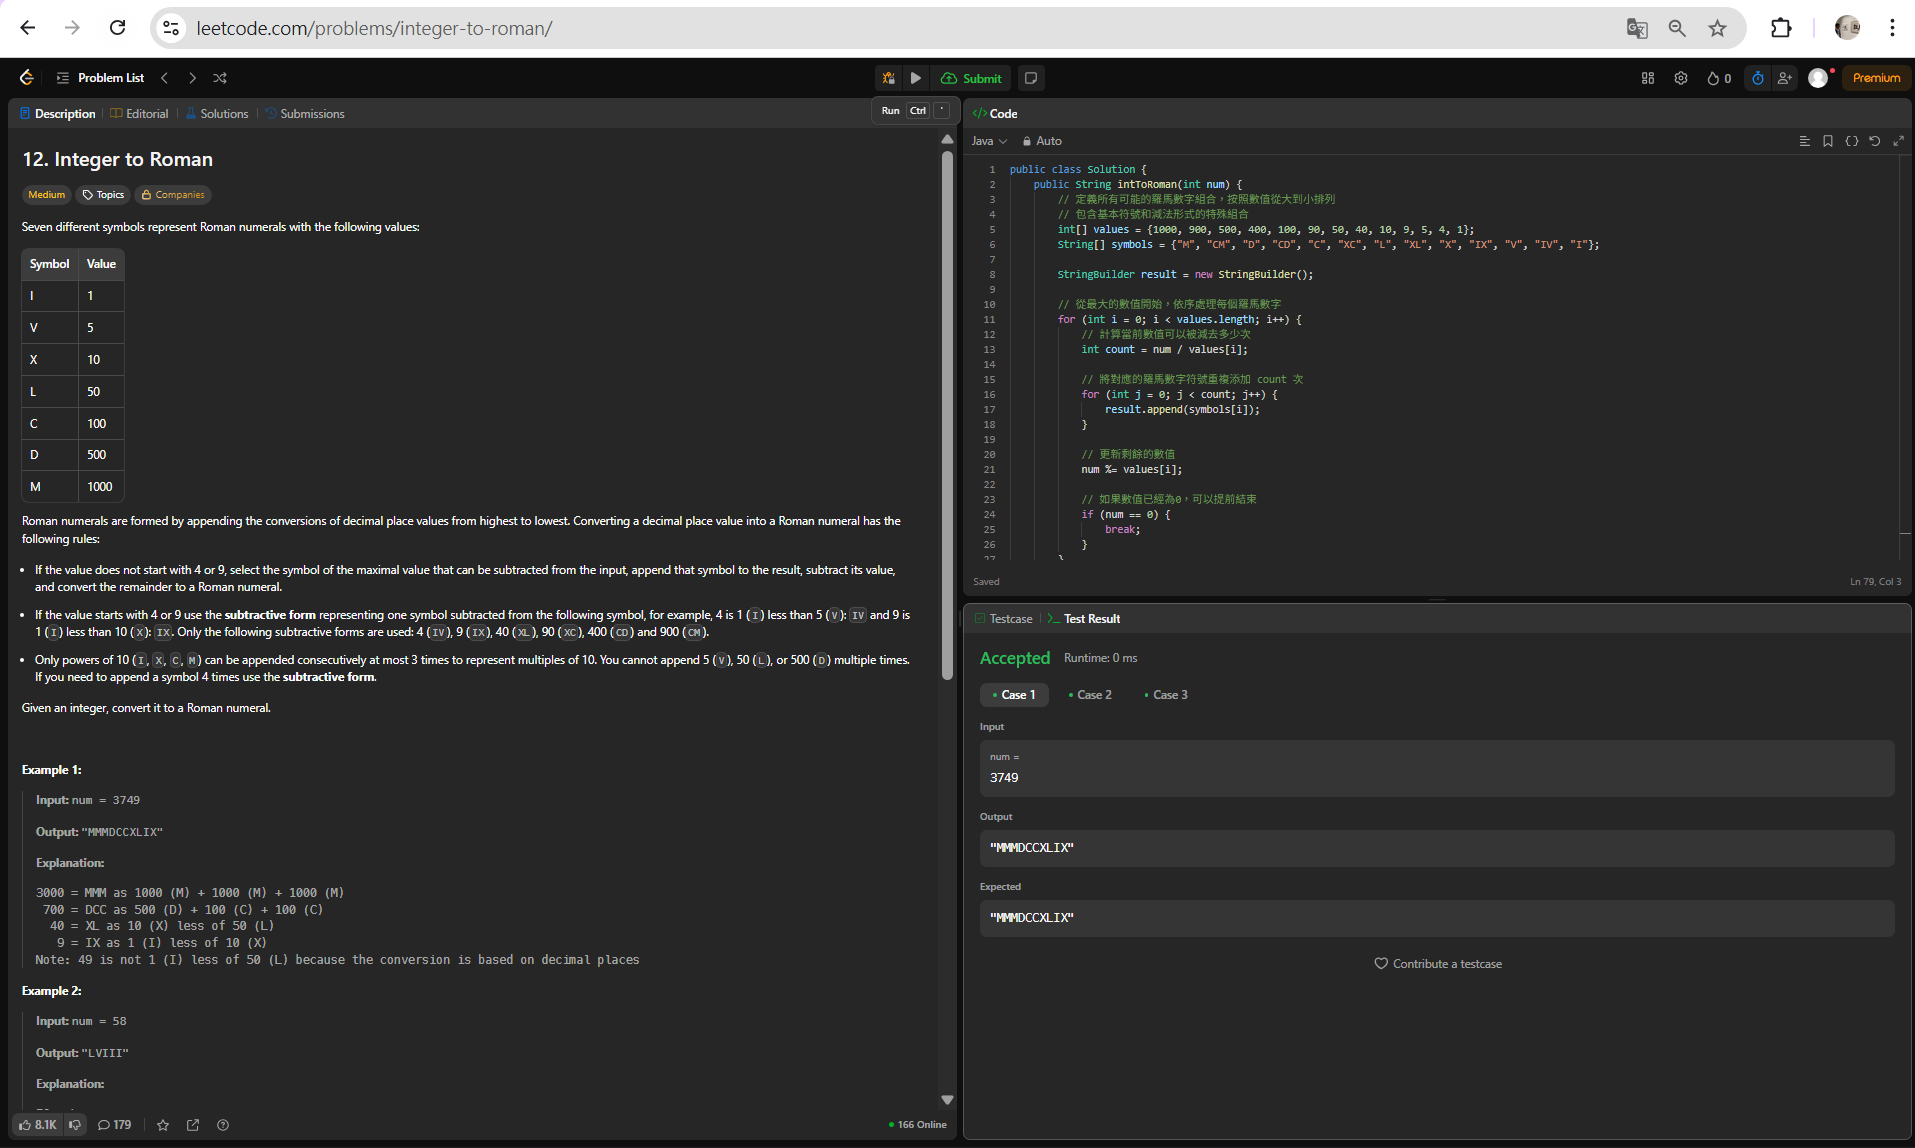 leetcode.com/problems/integer-to-roman/
Problem List
Submit
0
Premium
Description
Editorial
Solutions
Submissions
Run Ctrl '
12. Integer to Roman
Medium
Topics
Companies
Seven different symbols represent Roman numerals with the following values:
Symbol Value
I 1
V 5
X 10
L 50
C 100
D 500
M 1000
Roman numerals are formed by appending the conversions of decimal place values from highest to lowest. Converting a decimal place value into a Roman numeral has the
following rules:
• If the value does not start with 4 or 9, select the symbol of the maximal value that can be subtracted from the input, append that symbol to the result, subtract its value,
and convert the remainder to a Roman numeral.
• If the value starts with 4 or 9 use the subtractive form representing one symbol subtracted from the following symbol, for example, 4 is 1 (I) less than 5 (V): IV and 9 is
1 (I) less than 10 (X): IX. Only the following subtractive forms are used: 4 (IV), 9 (IX), 40 (XL), 90 (XC), 400 (CD) and 900 (CM).
• Only powers of 10 (I, X, C, M) can be appended consecutively at most 3 times to represent multiples of 10. You cannot append 5 (V), 50 (L), or 500 (D) multiple times.
If you need to append a symbol 4 times use the subtractive form.
Given an integer, convert it to a Roman numeral.
Example 1:
Input: num = 3749
Output: "MMMDCCXLIX"
Explanation:
3000 = MMM as 1000 (M) + 1000 (M) + 1000 (M)
700 = DCC as 500 (D) + 100 (C) + 100 (C)
40 = XL as 10 (X) less of 50 (L)
9 = IX as 1 (I) less of 10 (X)
Note: 49 is not 1 (I) less of 50 (L) because the conversion is based on decimal places
Example 2:
Input: num = 58
Output: "LVIII"
Explanation:
8.1K
179
166 Online
</> Code
Java
Auto
1 public class Solution {
2 public String intToRoman(int num) {
3 // 定義所有可能的羅馬數字組合，按照數值從大到小排列
4 // 包含基本符號和減法形式的特殊組合
5 int[] values = {1000, 900, 500, 400, 100, 90, 50, 40, 10, 9, 5, 4, 1};
6 String[] symbols = {"M", "CM", "D", "CD", "C", "XC", "L", "XL", "X", "IX", "V", "IV", "I"};
7
8 StringBuilder result = new StringBuilder();
9
10 // 從最大的數值開始，依序處理每個羅馬數字
11 for (int i = 0; i < values.length; i++) {
12 // 計算當前數值可以被減去多少次
13 int count = num / values[i];
14
15 // 將對應的羅馬數字符號重複添加 count 次
16 for (int j = 0; j < count; j++) {
17 result.append(symbols[i]);
18 }
19
20 // 更新剩餘的數值
21 num %= values[i];
22
23 // 如果數值已經為0，可以提前結束
24 if (num == 0) {
25 break;
26 }
27 }
Saved
Ln 79, Col 3
Testcase
>_ Test Result
Accepted
Runtime: 0 ms
• Case 1
• Case 2
• Case 3
Input
num =
3749
Output
"MMMDCCXLIX"
Expected
"MMMDCCXLIX"
Contribute a testcase